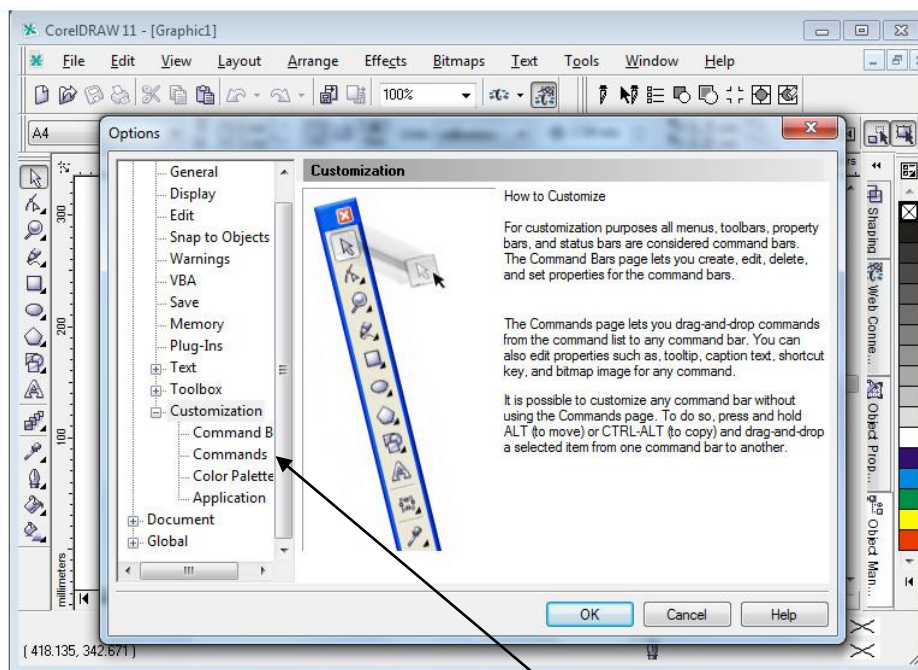 CorelDRAW 11 - [Graphic1]
File Edit View Layout Arrange Effects Bitmaps Text Tools Window Help
100%
A4
Options
General
Display
Edit
Snap to Objects
Warnings
VBA
Save
Memory
Plug-Ins
Text
Toolbox
Customization
Command B
Commands
Color Palette
Application
Document
Global
Customization
How to Customize
For customization purposes all menus, toolbars, property
bars, and status bars are considered command bars.
The Command Bars page lets you create, edit, delete,
and set properties for the command bars.
The Commands page lets you drag-and-drop commands
from the command list to any command bar. You can
also edit properties such as, tooltip, caption text, shortcut
key, and bitmap image for any command.
It is possible to customize any command bar without
using the Commands page. To do so, press and hold
ALT (to move) or CTRL-ALT (to copy) and drag-and-drop
a selected item from one command bar to another.
OK Cancel Help
300
200
100
millimeters
Shaping
Web Conne...
Object Prop...
Object Man...
( 418.135, 342.671 )